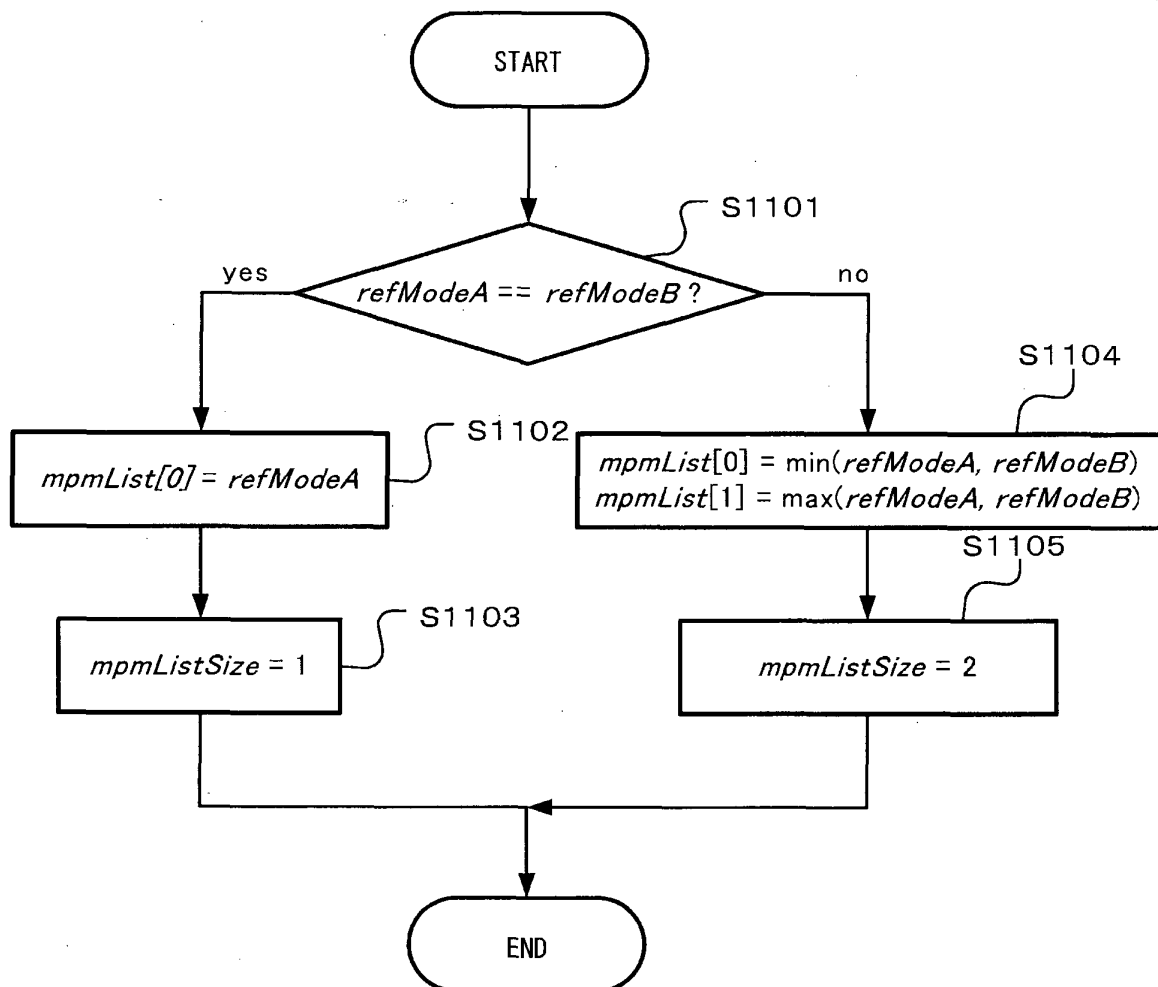 START
S1101
yes
refModeA == refModeB ?
no
S1104
S1102
mpmList[0] = refModeA
mpmList[0] = min(refModeA, refModeB)
mpmList[1] = max(refModeA, refModeB)
S1105
S1103
mpmListSize = 1
mpmListSize = 2
END